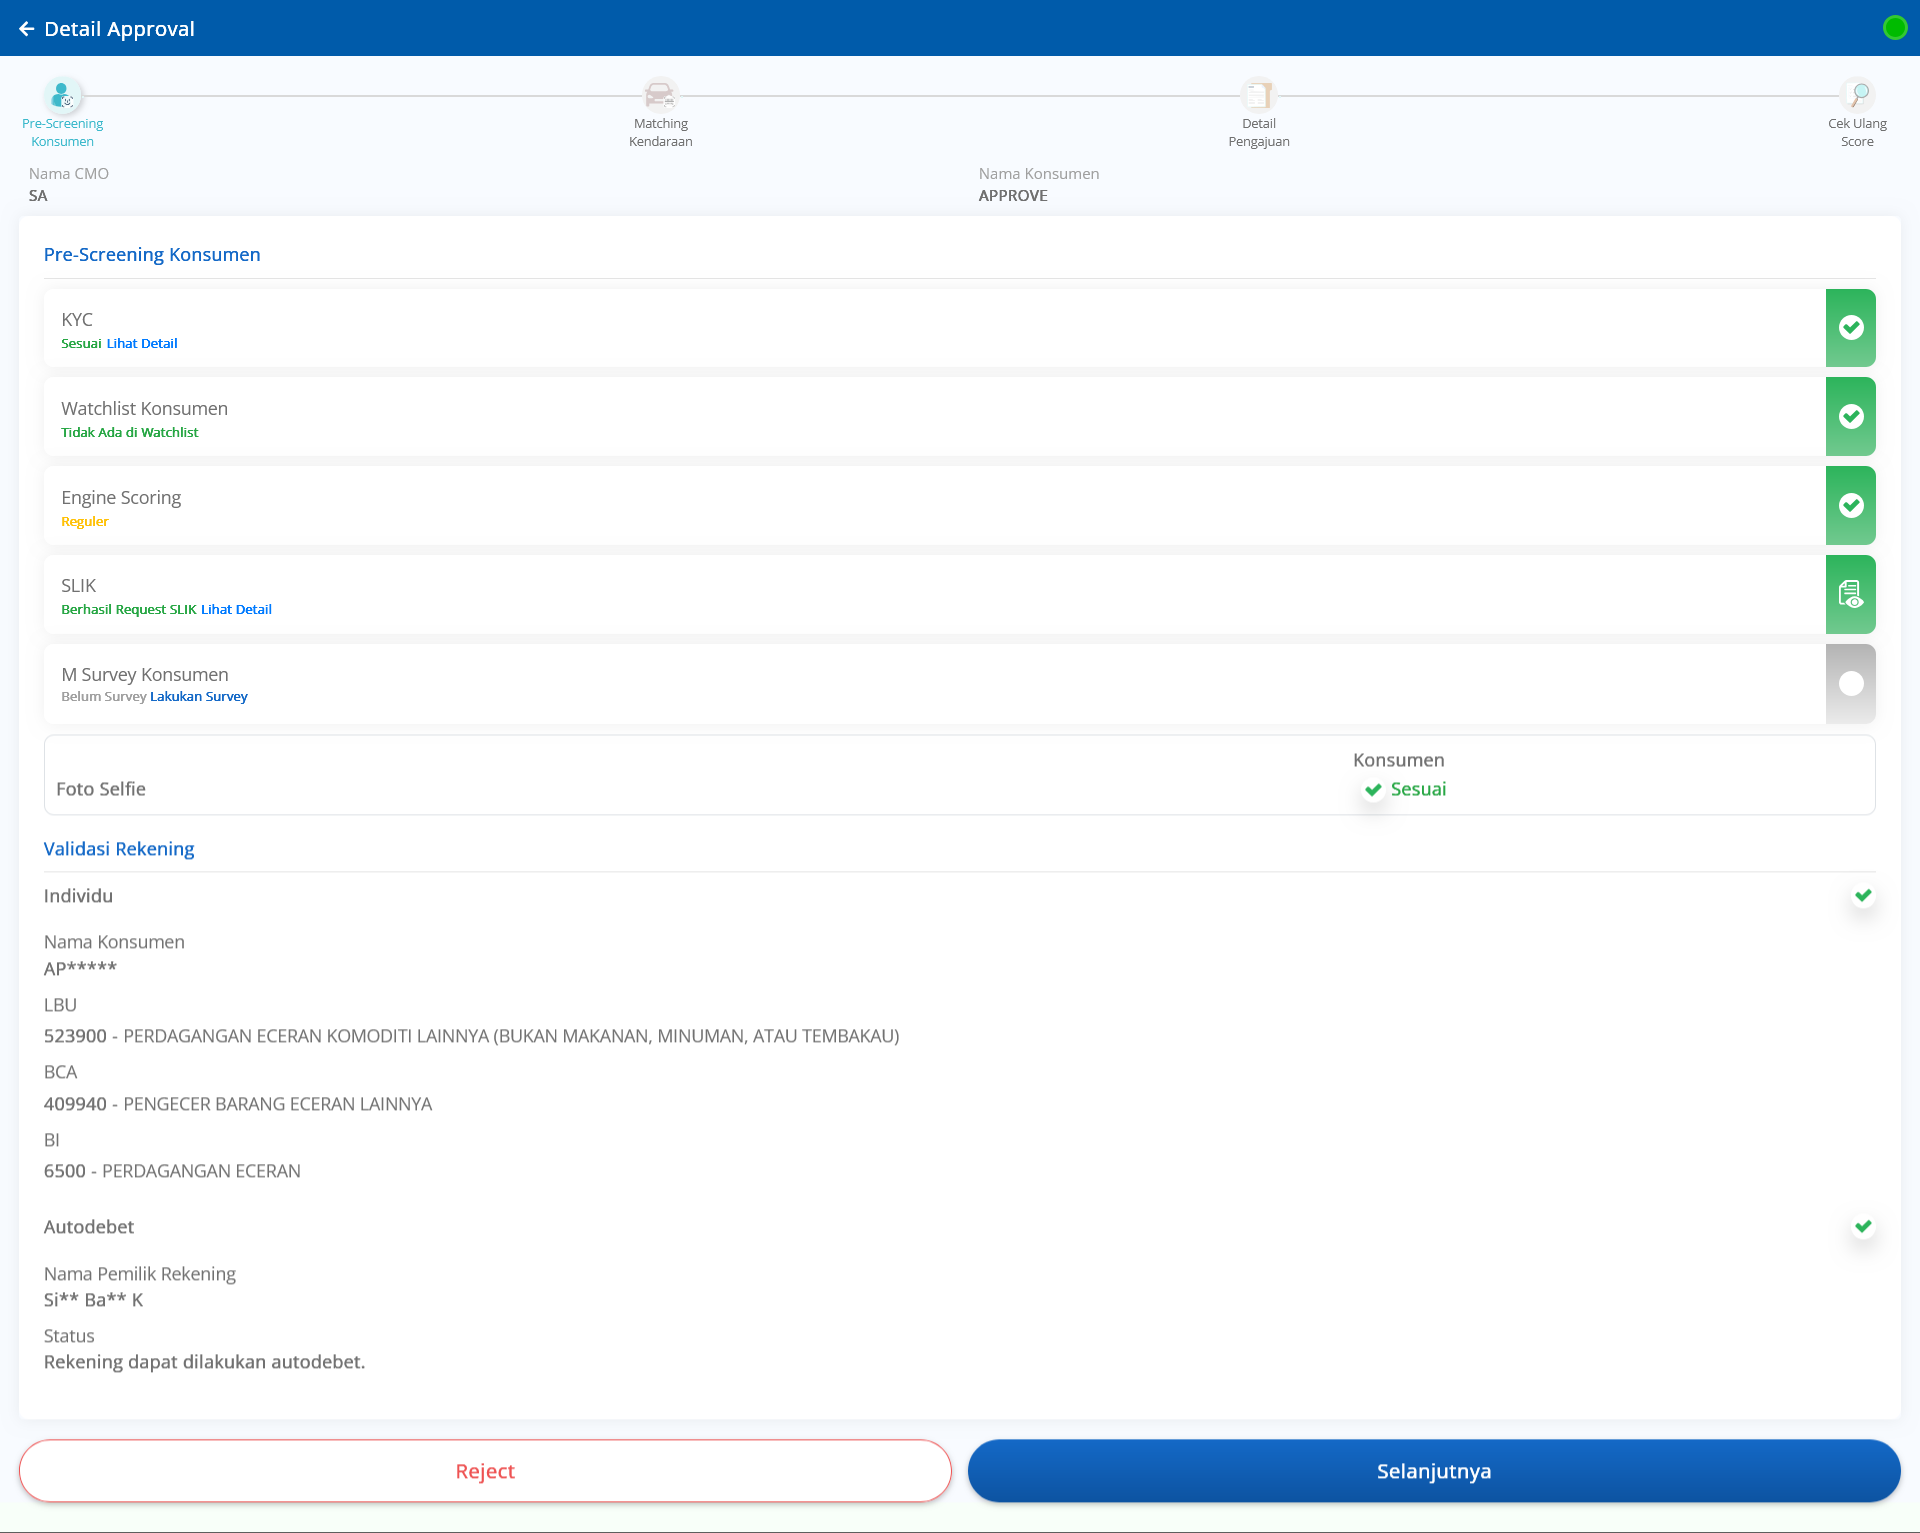 Detail Approval
Pre-Screening
Konsumen
Matching
Kendaraan
Detail
Pengajuan
Cek Ulang
Score
Nama CMO
SA
Nama Konsumen
APPROVE
Pre-Screening Konsumen
KYC
Sesuai Lihat Detail
Watchlist Konsumen
Tidak Ada di Watchlist
Engine Scoring
Reguler
SLIK
Berhasil Request SLIK Lihat Detail
M Survey Konsumen
Belum Survey Lakukan Survey
Konsumen
Foto Selfie
Sesuai
Validasi Rekening
Individu
Nama Konsumen
AP*****
LBU
523900 - PERDAGANGAN ECERAN KOMODITI LAINNYA (BUKAN MAKANAN, MINUMAN, ATAU TEMBAKAU)
BCA
409940 - PENGECER BARANG ECERAN LAINNYA
BI
6500 - PERDAGANGAN ECERAN
Autodebet
Nama Pemilik Rekening
Si** Ba** K
Status
Rekening dapat dilakukan autodebet.
Reject
Selanjutnya